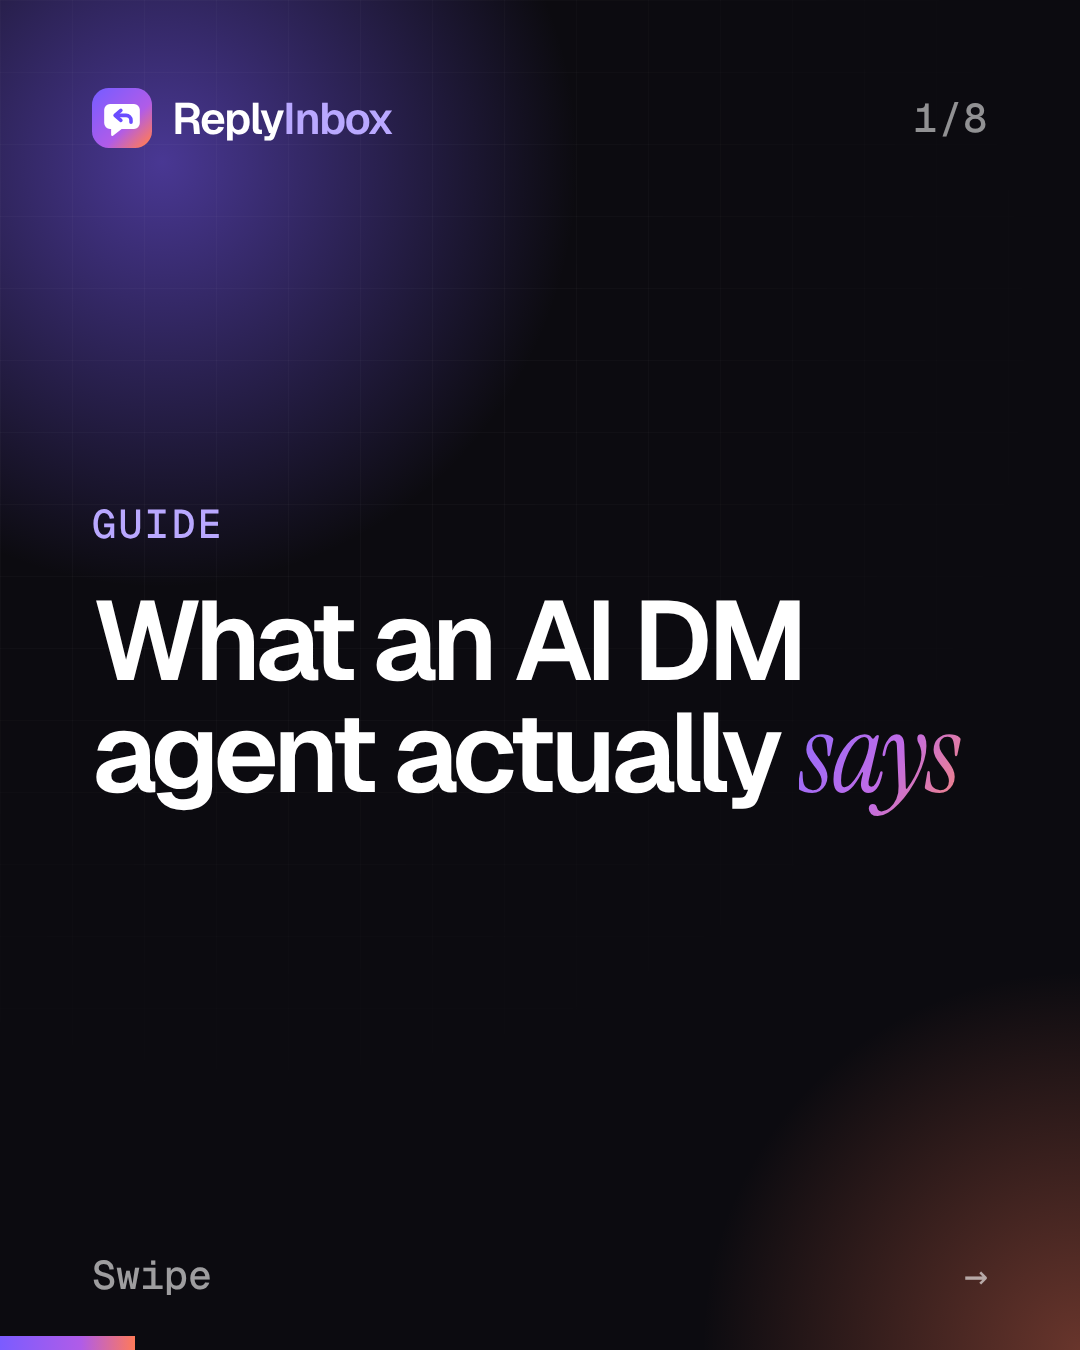 ReplyInbox
1/8
GUIDE
What an AI DM
agent actually says
Swipe →